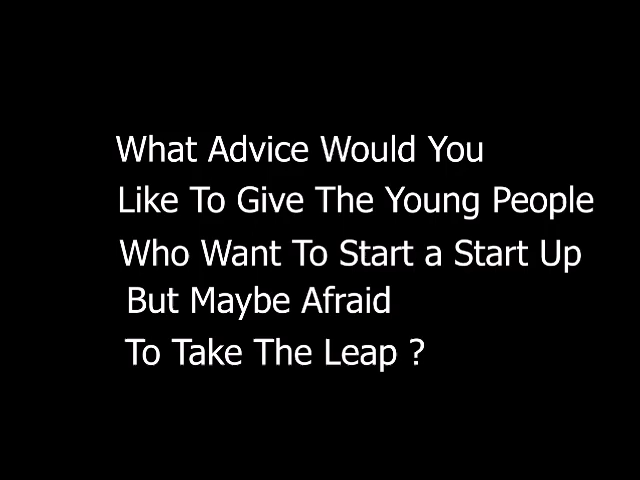 What Advice Would You
Like To Give The Young People
Who Want To Start a Start Up
But Maybe Afraid
To Take The Leap ?